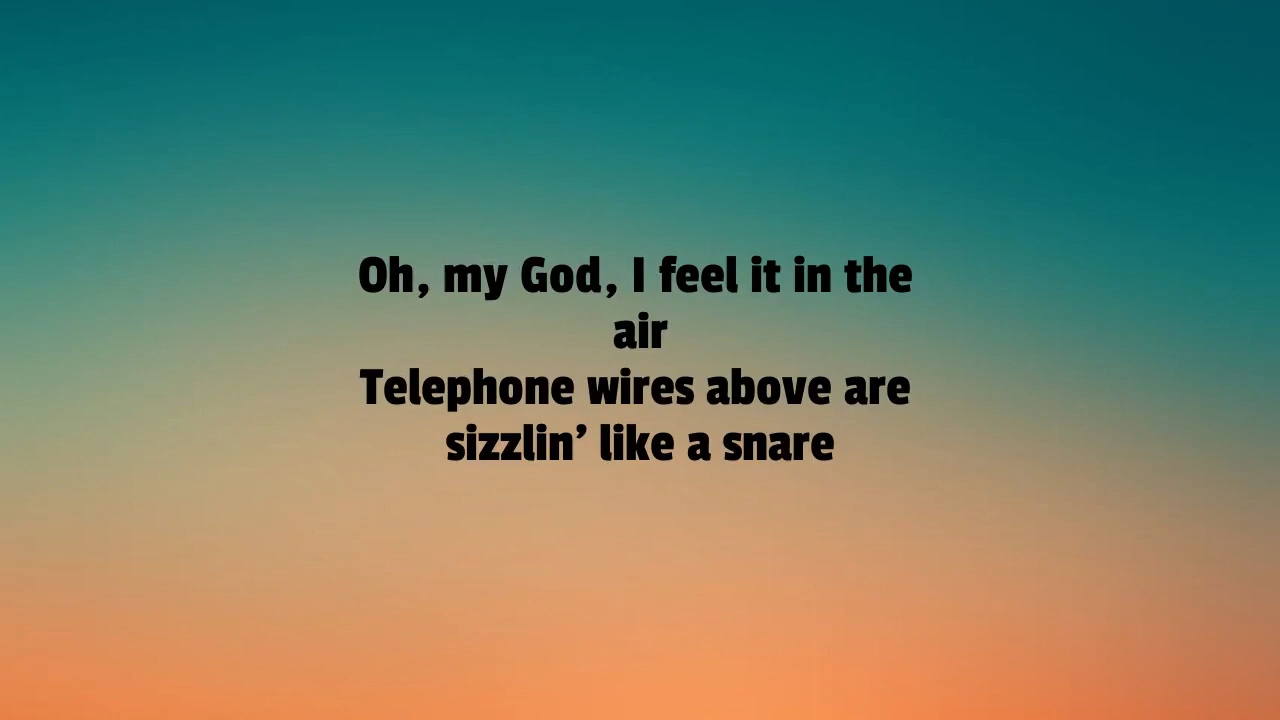 Oh, my God, I feel it in the
air
Telephone wires above are
sizzlin’ like a snare